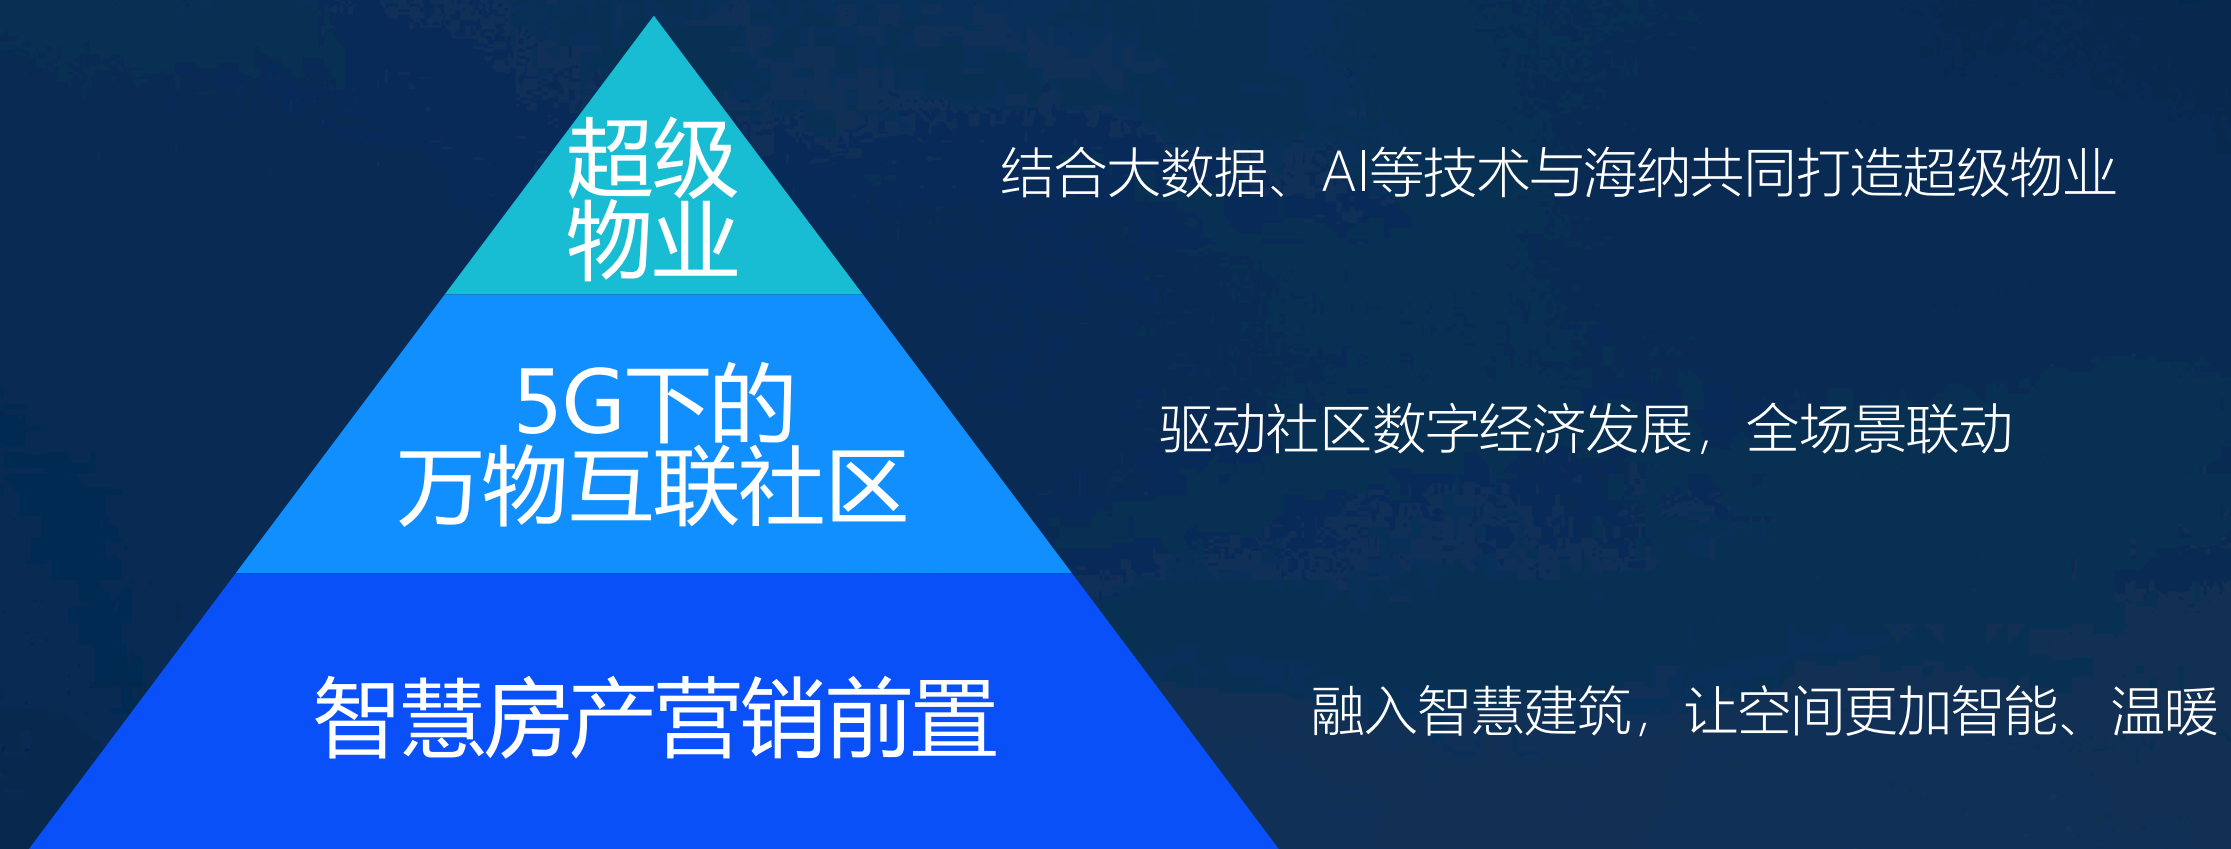 超级
物业
结合大数据、AI等技术与海纳共同打造超级物业
5G下的
万物互联社区
驱动社区数字经济发展，全场景联动
智慧房产营销前置
融入智慧建筑，让空间更加智能、温暖